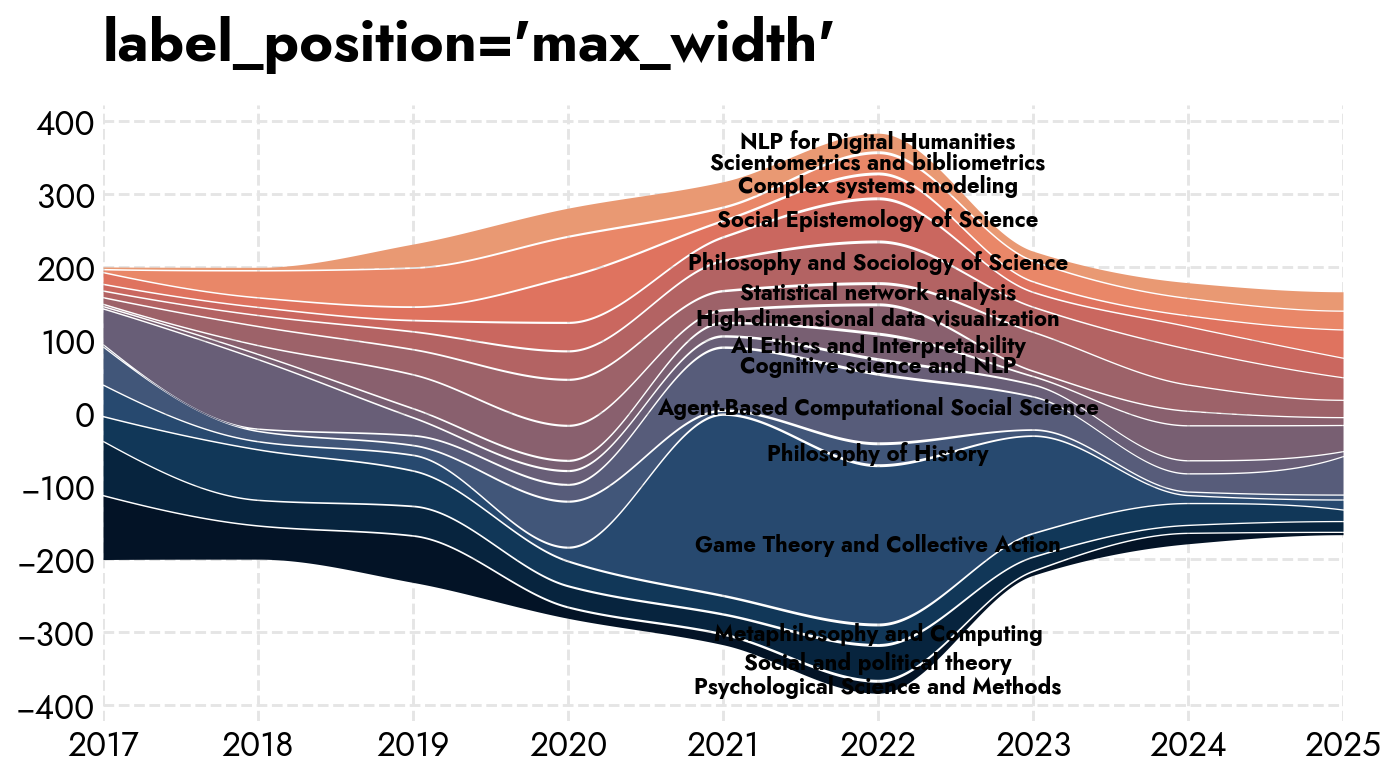 label_position='max_width'
400
300
200
100
0
−100
−200
−300
−400
NLP for Digital Humanities
Scientometrics and bibliometrics
Complex systems modeling
Social Epistemology of Science
Philosophy and Sociology of Science
Statistical network analysis
High-dimensional data visualization
AI Ethics and Interpretability
Cognitive science and NLP
Agent-Based Computational Social Science
Philosophy of History
Game Theory and Collective Action
Metaphilosophy and Computing
Social and political theory
Psychological Science and Methods
2017 2018 2019 2020 2021 2022 2023 2024 2025